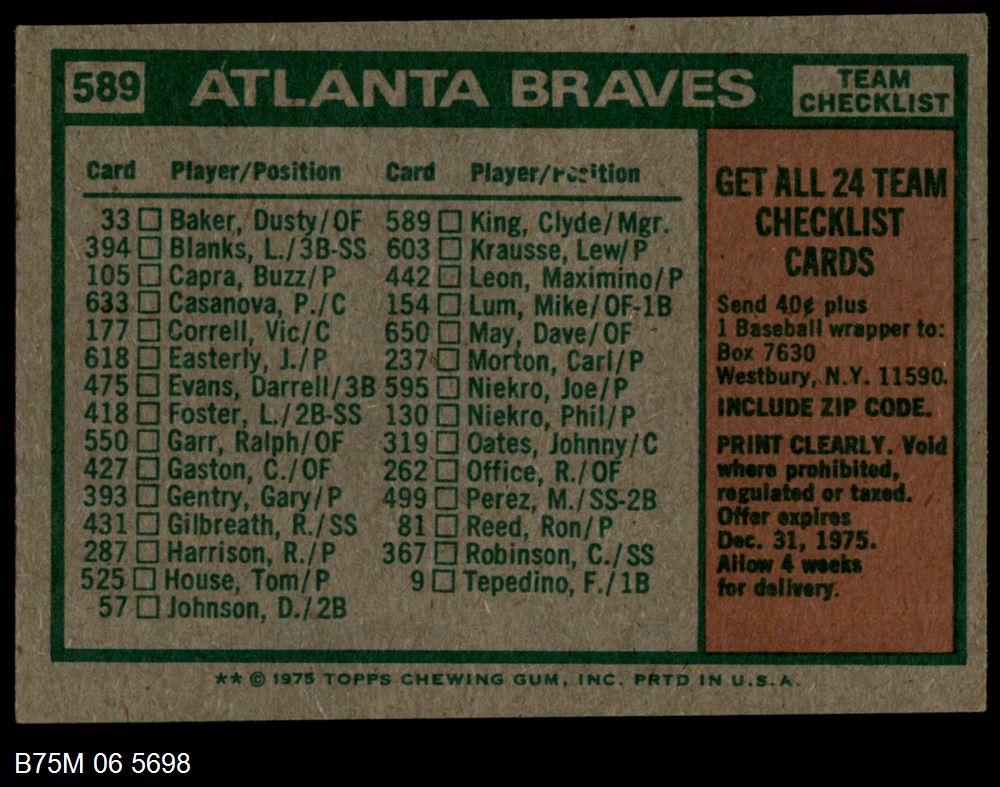 589 ATLANTA BRAVES TEAM CHECKLIST
Card Player/Position
33 Baker, Dusty/OF
394 Blanks, L./3B-SS
105 Capra, Buzz/P
633 Casanova, P./C
177 Correll, Vic/C
618 Easterly, J./P
475 Evans, Darrell/3B
418 Foster, L./2B-SS
550 Garr, Ralph/OF
427 Gaston, C./OF
393 Gentry, Gary/P
431 Gilbreath, R./SS
287 Harrison, R./P
525 House, Tom/P
57 Johnson, D./2B
Card Player/Position
589 King, Clyde/Mgr.
603 Krausse, Lew/P
442 Leon, Maximino/P
154 Lum, Mike/OF-1B
650 May, Dave/OF
237 Morton, Carl/P
595 Niekro, Joe/P
130 Niekro, Phil/P
319 Oates, Johnny/C
262 Office, R./OF
499 Perez, M./SS-2B
81 Reed, Ron/P
367 Robinson, C./SS
9 Tepedino, F./1B
GET ALL 24 TEAM
CHECKLIST
CARDS
Send 40¢ plus
1 Baseball wrapper to:
Box 7630
Westbury, N.Y. 11590.
INCLUDE ZIP CODE.
PRINT CLEARLY. Void
where prohibited,
regulated or taxed.
Offer expires
Dec. 31, 1975.
Allow 4 weeks
for delivery.
** © 1975 TOPPS CHEWING GUM, INC. PRTD IN U.S.A.
B75M 06 5698